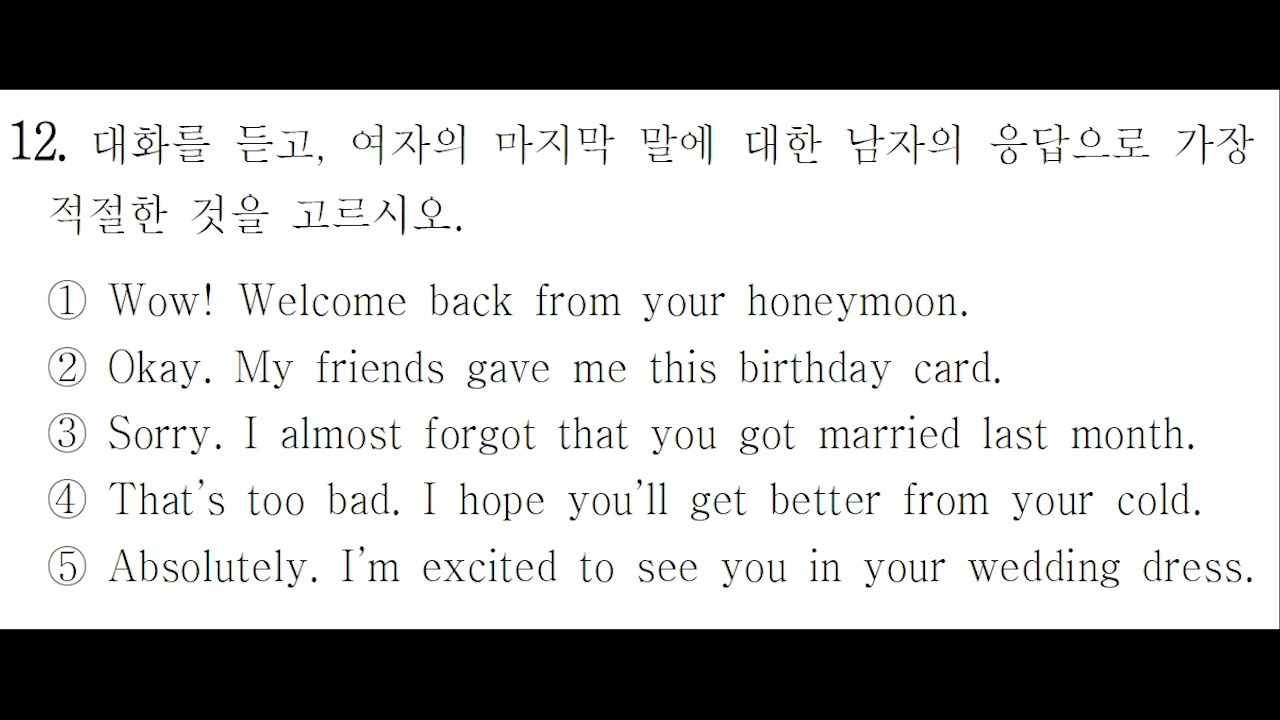 12. 대화를 듣고, 여자의 마지막 말에 대한 남자의 응답으로 가장
적절한 것을 고르시오.
① Wow! Welcome back from your honeymoon.
② Okay. My friends gave me this birthday card.
③ Sorry. I almost forgot that you got married last month.
④ That's too bad. I hope you'll get better from your cold.
⑤ Absolutely. I'm excited to see you in your wedding dress.